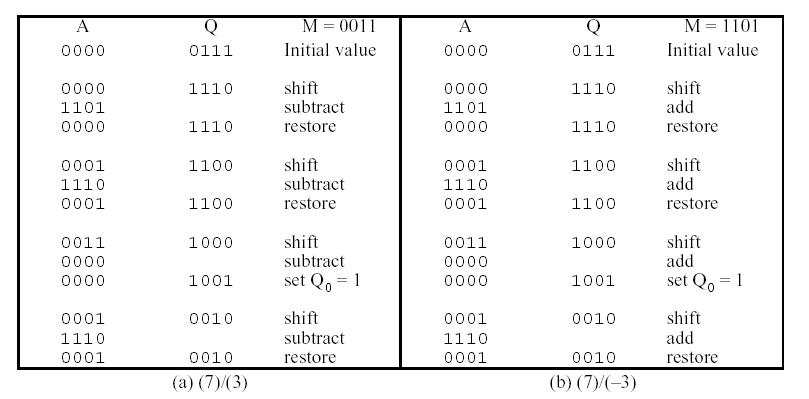 A Q M = 0011
0000 0111 Initial value
0000 1110 shift
1101 subtract
0000 1110 restore
0001 1100 shift
1110 subtract
0001 1100 restore
0011 1000 shift
0000 subtract
0000 1001 set Q0 = 1
0001 0010 shift
1110 subtract
0001 0010 restore
(a) (7)/(3)
A Q M = 1101
0000 0111 Initial value
0000 1110 shift
1101 add
0000 1110 restore
0001 1100 shift
1110 add
0001 1100 restore
0011 1000 shift
0000 add
0000 1001 set Q0 = 1
0001 0010 shift
1110 add
0001 0010 restore
(b) (7)/(–3)